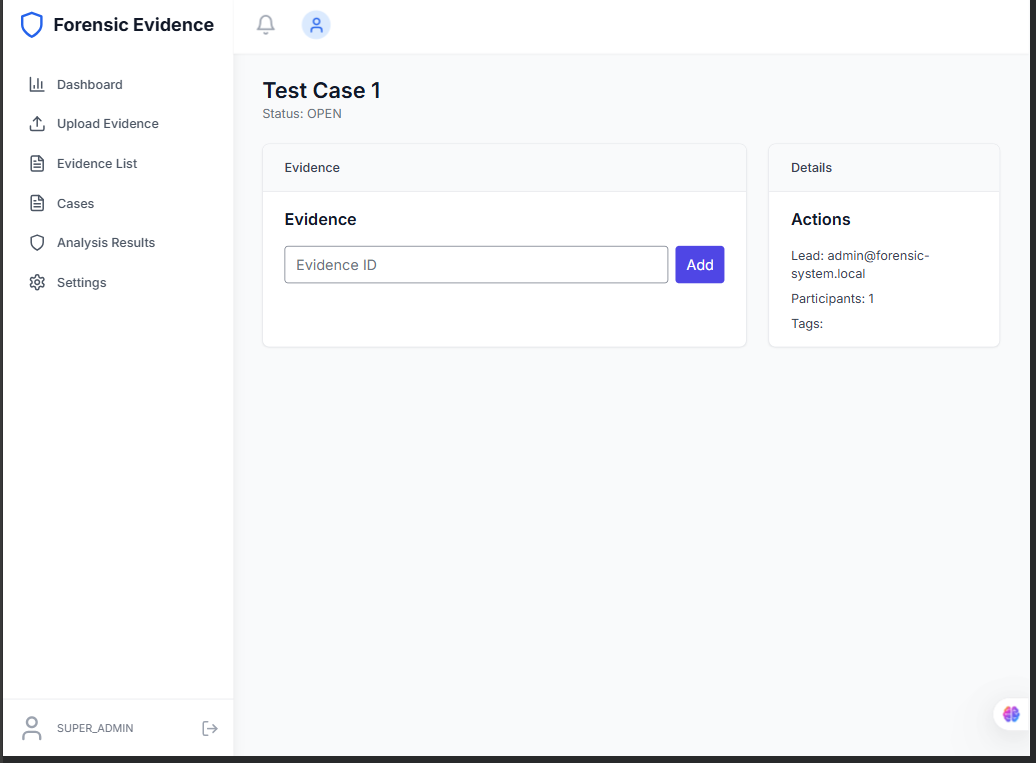 Forensic Evidence
Dashboard
Upload Evidence
Evidence List
Cases
Analysis Results
Settings
SUPER_ADMIN
Test Case 1
Status: OPEN
Evidence
Evidence
Evidence ID
Add
Details
Actions
Lead: admin@forensic-
system.local
Participants: 1
Tags: